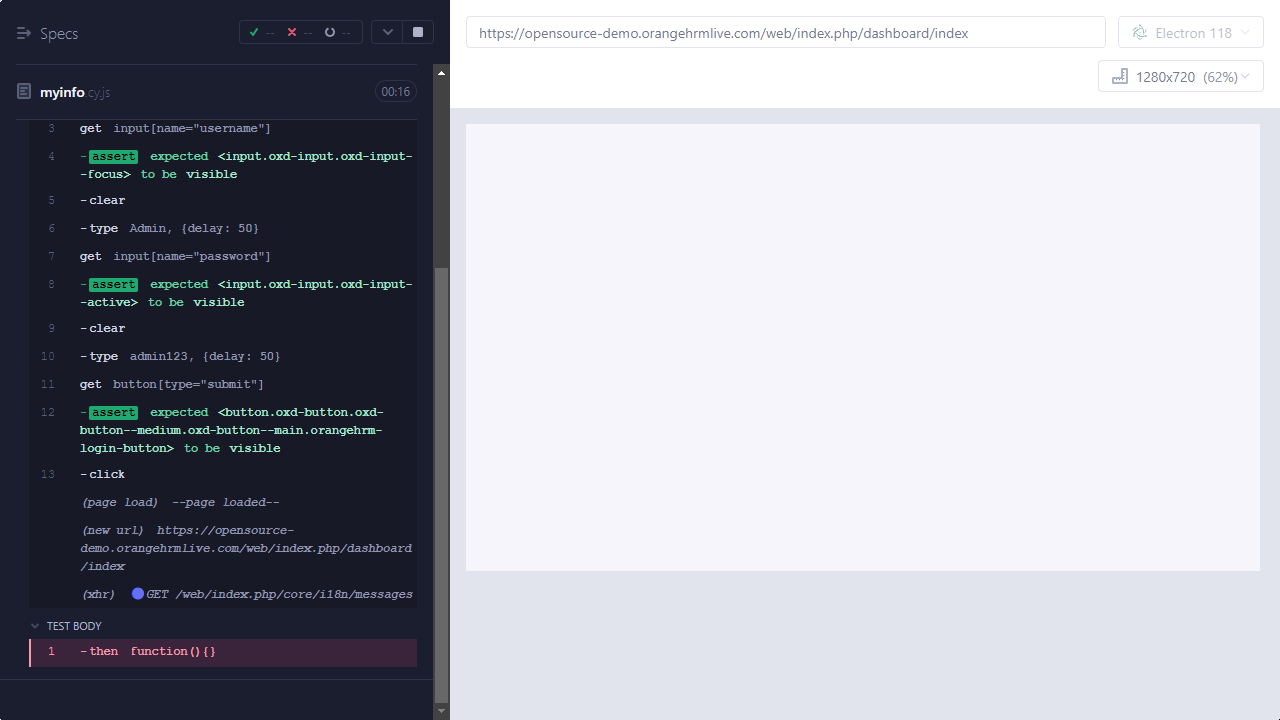 Specs
-- -- --
myinfo.cy.js
00:16
3 get input[name="username"]
4 -assert expected <input.oxd-input.oxd-input-
-focus> to be visible
5 -clear
6 -type Admin, {delay: 50}
7 get input[name="password"]
8 -assert expected <input.oxd-input.oxd-input-
-active> to be visible
9 -clear
10 -type admin123, {delay: 50}
11 get button[type="submit"]
12 -assert expected <button.oxd-button.oxd-
button--medium.oxd-button--main.orangehrm-
login-button> to be visible
13 -click
(page load) --page loaded--
(new url) https://opensource-
demo.orangehrmlive.com/web/index.php/dashboard
/index
(xhr) GET /web/index.php/core/i18n/messages
TEST BODY
1 -then function(){}
https://opensource-demo.orangehrmlive.com/web/index.php/dashboard/index
Electron 118
1280x720 (62%)